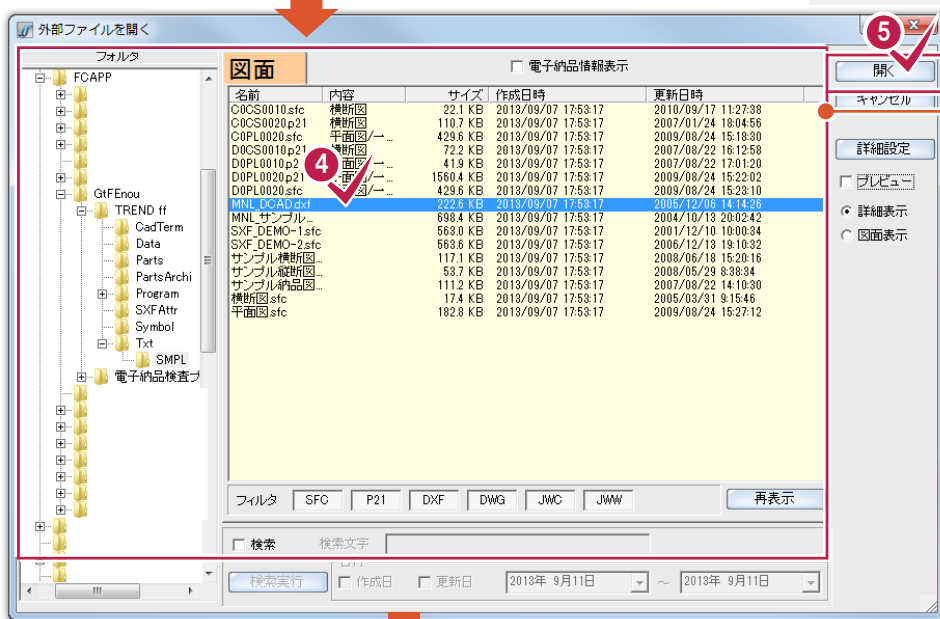 外部ファイルを開く
5
フォルダ
FCAPP
GtFEnou
TREND ff
CadTerm
Data
Parts
PartsArchi
Program
SXFAttr
Symbol
Txt
SMPL
電子納品検査プ
図面
電子納品情報表示
名前 内容 サイズ 作成日時 更新日時
C0CS0010.sfc 横断図 22.1 KB 2013/09/07 17:53:17 2010/09/17 11:27:38
C0CS0020.p21 横断図 110.7 KB 2013/09/07 17:53:17 2007/01/24 18:04:56
C0PL0020.sfc 平面図/一... 429.6 KB 2013/09/07 17:53:17 2009/08/24 15:18:30
D0CS0010.p21 横断図 72.2 KB 2013/09/07 17:53:17 2007/08/22 16:12:58
D0PL0010.p2 面図/一... 41.9 KB 2013/09/07 17:53:17 2007/08/22 17:01:20
D0PL0020.p21 平面図/一... 1560.4 KB 2013/09/07 17:53:17 2009/08/24 15:22:02
D0PL0020.sfc 図/一... 429.6 KB 2013/09/07 17:53:17 2009/08/24 15:23:10
MNL_DCAD.dxf 222.6 KB 2013/09/07 17:53:17 2005/12/06 14:14:26
MNL_サンプル... 698.4 KB 2013/09/07 17:53:17 2004/10/13 20:02:42
SXF_DEMO-1.sfc 563.0 KB 2013/09/07 17:53:17 2001/12/10 10:00:34
SXF_DEMO-2.sfc 563.6 KB 2013/09/07 17:53:17 2006/12/13 19:10:32
サンプル横断図... 117.1 KB 2013/09/07 17:53:17 2008/06/18 15:20:16
サンプル縦断図... 53.7 KB 2013/09/07 17:53:17 2008/05/29 8:38:34
サンプル納品図... 111.2 KB 2013/09/07 17:53:17 2007/08/22 14:10:30
横断図.sfc 17.4 KB 2013/09/07 17:53:17 2005/03/31 9:15:46
平面図.sfc 182.8 KB 2013/09/07 17:53:17 2009/08/24 15:27:12
4
フィルタ SFC P21 DXF DWG JWC JWW 再表示
検索 検索文字
検索実行 作成日 更新日 2013年 9月11日 ～ 2013年 9月11日
開く
キャンセル
詳細設定
プレビュー
詳細表示
図面表示